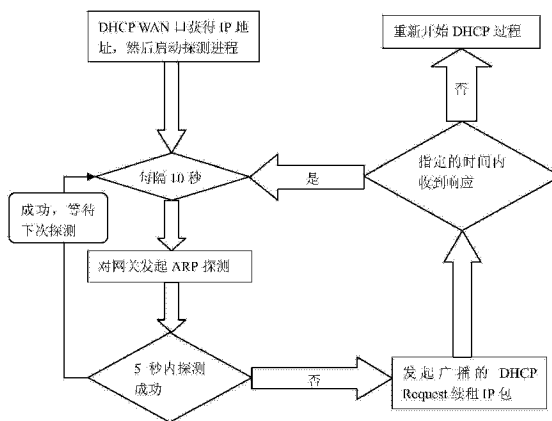 DHCP WAN 口获得 IP 地
址，然后启动探测进程
每隔 10 秒
成功，等待
下次探测
对网关发起 ARP 探测
5 秒内探测
成功
否
发起广播的 DHCP
Request 续租 IP 包
指定的时间内
收到响应
是
否
重新开始 DHCP 过程